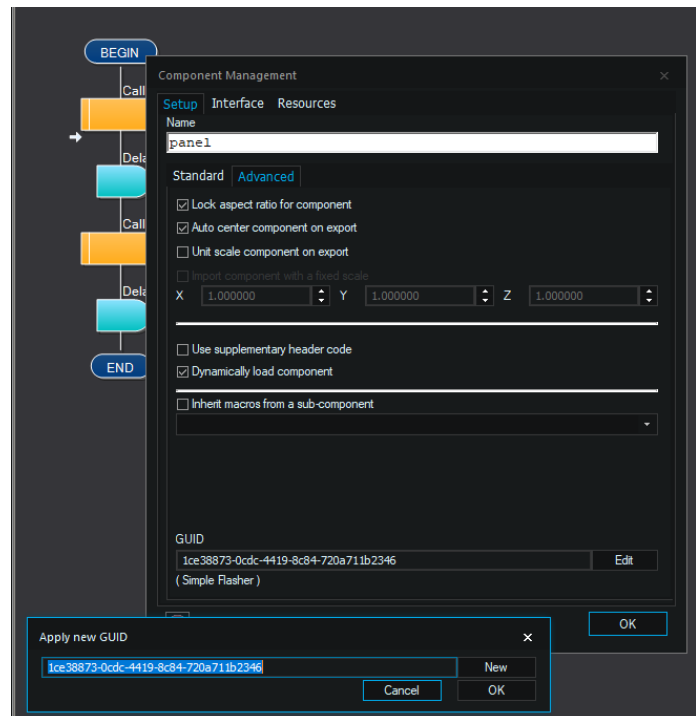 BEGIN
Component Management
Call
Setup Interface Resources
Name
panel
Dela
Standard Advanced
Lock aspect ratio for component
Call
Auto center component on export
Unit scale component on export
Import component with a fixed scale
Dela
X 1.000000 Y 1.000000 Z 1.000000
Use supplementary header code
END
Dynamically load component
Inherit macros from a sub-component
GUID
1ce38873-0cdc-4419-8c84-720a711b2346 Edit
( Simple Flasher )
OK
Apply new GUID
1ce38873-0cdc-4419-8c84-720a711b2346 New
Cancel OK